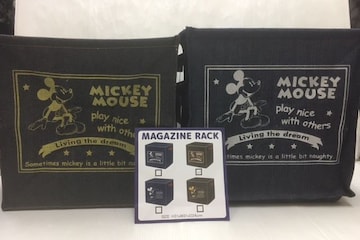 MICKEY
MOUSE
play nice
with others
Living the dream
Sometimes mickey is a little bit naughty.
MICKEY
MOUSE
play nice
with others
Living the dream
Sometimes mickey is a little bit naughty.
MAGAZINE RACK